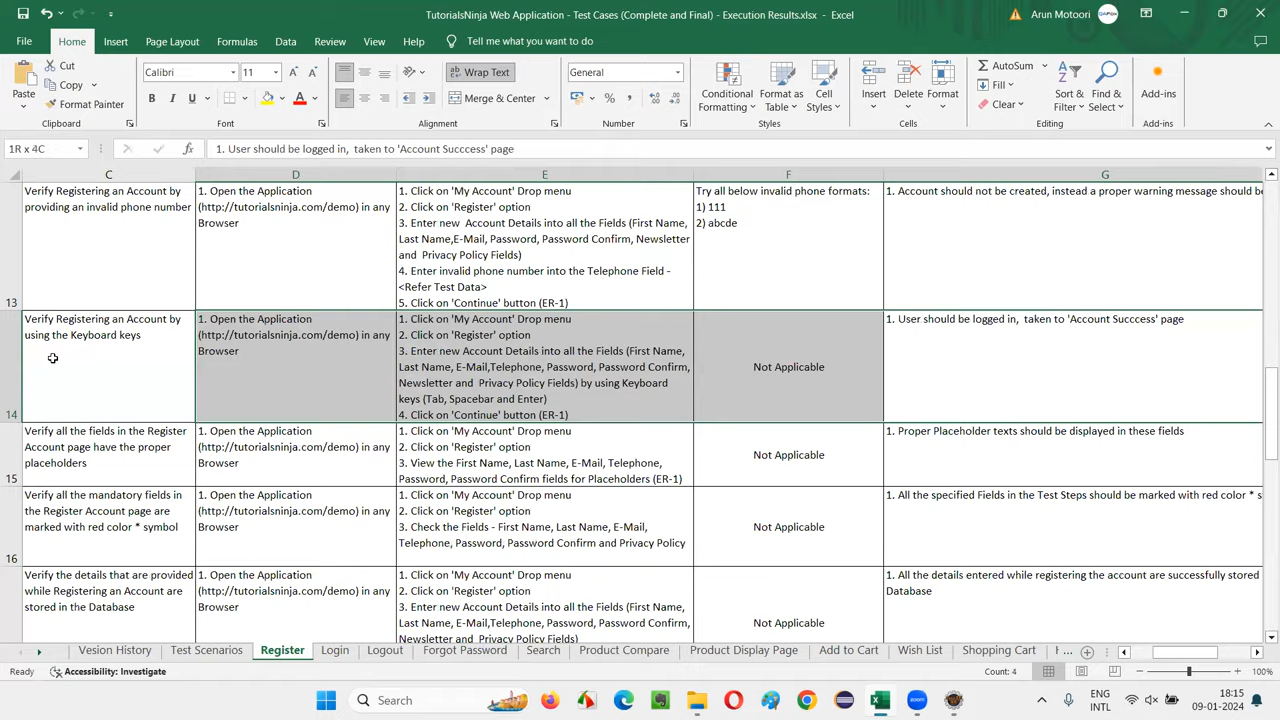 TutorialsNinja Web Application - Test Cases (Complete and Final) - Execution Results.xlsx - Excel
Arun Motoori
File Home Insert Page Layout Formulas Data Review View Help Tell me what you want to do
Paste
Cut
Copy
Format Painter
Clipboard
Calibri 11
B I U
Font
Wrap Text
Merge & Center
Alignment
General
% ,
Number
Conditional Formatting
Format as Table
Cell Styles
Styles
Insert
Delete
Format
Cells
AutoSum
Fill
Clear
Sort & Filter
Find & Select
Editing
Add-ins
Add-ins
1R x 4C
fx
1. User should be logged in, taken to 'Account Succcess' page
C D E F G
13
Verify Registering an Account by
providing an invalid phone number
1. Open the Application
(http://tutorialsninja.com/demo) in any
Browser
1. Click on 'My Account' Drop menu
2. Click on 'Register' option
3. Enter new Account Details into all the Fields (First Name,
Last Name,E-Mail, Password, Password Confirm, Newsletter
and Privacy Policy Fields)
4. Enter invalid phone number into the Telephone Field -
<Refer Test Data>
5. Click on 'Continue' button (ER-1)
Try all below invalid phone formats:
1) 111
2) abcde
1. Account should not be created, instead a proper warning message should be
14
Verify Registering an Account by
using the Keyboard keys
1. Open the Application
(http://tutorialsninja.com/demo) in any
Browser
1. Click on 'My Account' Drop menu
2. Click on 'Register' option
3. Enter new Account Details into all the Fields (First Name,
Last Name, E-Mail,Telephone, Password, Password Confirm,
Newsletter and Privacy Policy Fields) by using Keyboard
keys (Tab, Spacebar and Enter)
4. Click on 'Continue' button (ER-1)
Not Applicable
1. User should be logged in, taken to 'Account Succcess' page
15
Verify all the fields in the Register
Account page have the proper
placeholders
1. Open the Application
(http://tutorialsninja.com/demo) in any
Browser
1. Click on 'My Account' Drop menu
2. Click on 'Register' option
3. View the First Name, Last Name, E-Mail, Telephone,
Password, Password Confirm fields for Placeholders (ER-1)
Not Applicable
1. Proper Placeholder texts should be displayed in these fields
16
Verify all the mandatory fields in
the Register Account page are
marked with red color * symbol
1. Open the Application
(http://tutorialsninja.com/demo) in any
Browser
1. Click on 'My Account' Drop menu
2. Click on 'Register' option
3. Check the Fields - First Name, Last Name, E-Mail,
Telephone, Password, Password Confirm and Privacy Policy
Not Applicable
1. All the specified Fields in the Test Steps should be marked with red color * s
Verify the details that are provided
while Registering an Account are
stored in the Database
1. Open the Application
(http://tutorialsninja.com/demo) in any
Browser
1. Click on 'My Account' Drop menu
2. Click on 'Register' option
3. Enter new Account Details into all the Fields (First Name,
Last Name, E-Mail,Telephone, Password, Password Confirm,
Newsletter and Privacy Policy Fields)
Not Applicable
1. All the details entered while registering the account are successfully stored
Database
Vesion History Test Scenarios Register Login Logout Forgot Password Search Product Compare Product Display Page Add to Cart Wish List Shopping Cart ...
Ready Accessibility: Investigate Count: 4 100%
Search
ENG
INTL
18:15
09-01-2024